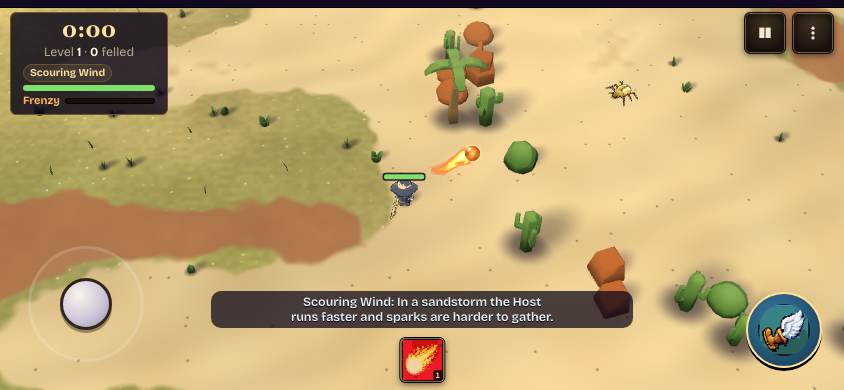 0:00
Level 1 · 0 felled
Scouring Wind
Frenzy
Scouring Wind: In a sandstorm the Host
runs faster and sparks are harder to gather.
1